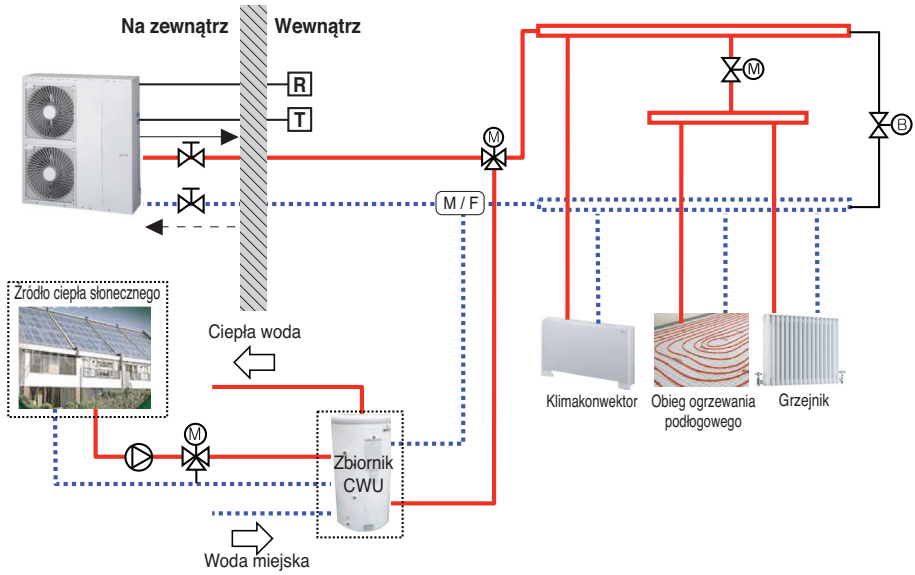 Na zewnątrz
Wewnątrz
R
T
M
M
B
M / F
Źródło ciepła słonecznego
Ciepła woda
M
Zbiornik
CWU
Woda miejska
Klimakonwektor
Obieg ogrzewania
podłogowego
Grzejnik